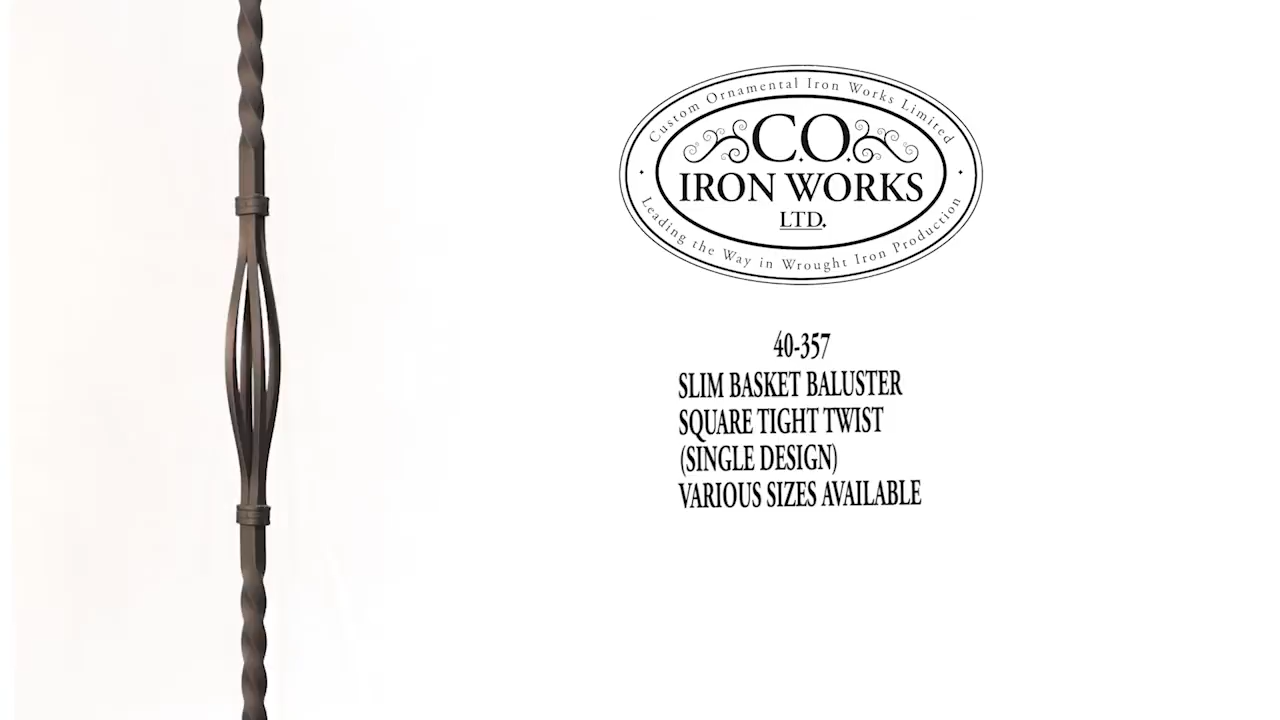 Custom Ornamental Iron Works Limited
C.O.
IRON WORKS
LTD.
Leading the Way in Wrought Iron Production
40-357
SLIM BASKET BALUSTER
SQUARE TIGHT TWIST
(SINGLE DESIGN)
VARIOUS SIZES AVAILABLE